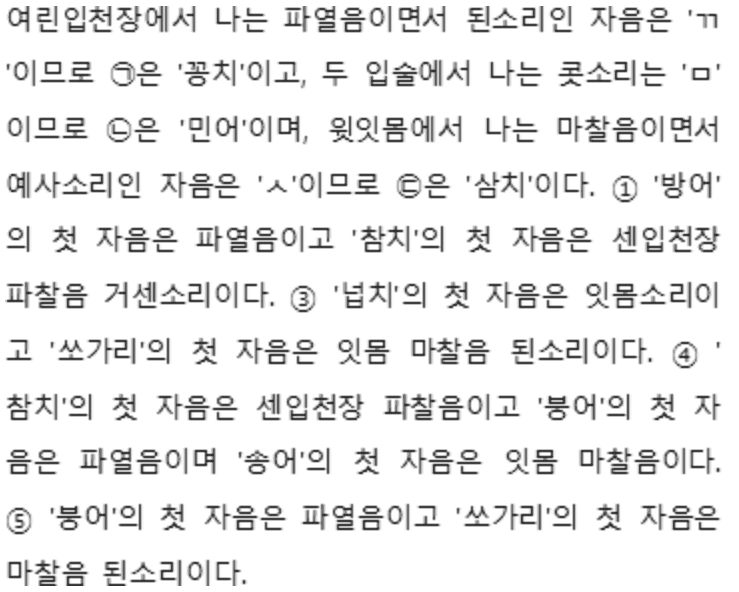 여린입천장에서 나는 파열음이면서 된소리인 자음은 'ㄲ
'이므로 ㉠은 '꽁치'이고, 두 입술에서 나는 콧소리는 'ㅁ'
이므로 ㉡은 '민어'이며, 윗잇몸에서 나는 마찰음이면서
예사소리인 자음은 'ㅅ'이므로 ㉢은 '삼치'이다. ① '방어'
의 첫 자음은 파열음이고 '참치'의 첫 자음은 센입천장
파찰음 거센소리이다. ③ '넙치'의 첫 자음은 잇몸소리이
고 '쏘가리'의 첫 자음은 잇몸 마찰음 된소리이다. ④ '
참치'의 첫 자음은 센입천장 파찰음이고 '붕어'의 첫 자
음은 파열음이며 '송어'의 첫 자음은 잇몸 마찰음이다.
⑤ '붕어'의 첫 자음은 파열음이고 '쏘가리'의 첫 자음은
마찰음 된소리이다.